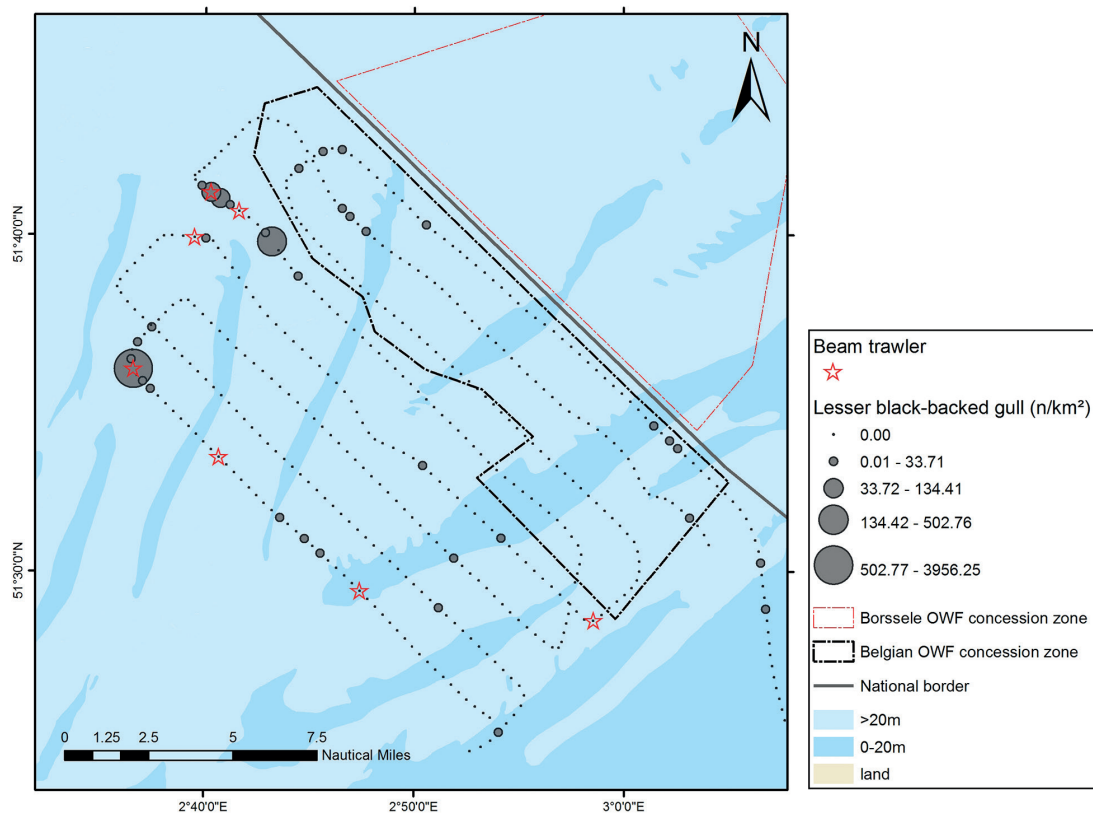 N
51°40'0"N
51°30'0"N
0 1.25 2.5 5 7.5
Nautical Miles
2°40'0"E 2°50'0"E 3°0'0"E
Beam trawler
Lesser black-backed gull (n/km²)
0.00
0.01 - 33.71
33.72 - 134.41
134.42 - 502.76
502.77 - 3956.25
Borssele OWF concession zone
Belgian OWF concession zone
National border
>20m
0-20m
land